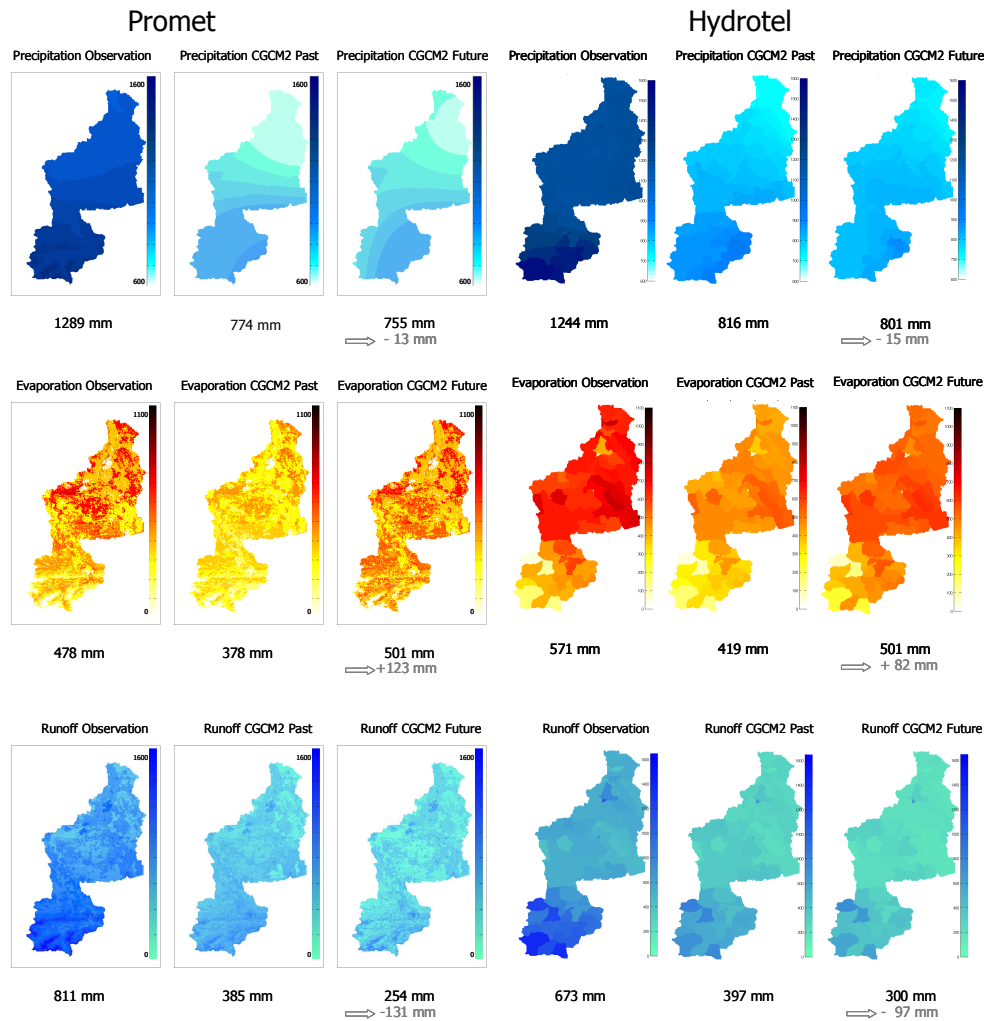 Promet Hydrotel
Precipitation Observation Precipitation CGCM2 Past Precipitation CGCM2 Future Precipitation Observation Precipitation CGCM2 Past Precipitation CGCM2 Future
1600 1600 1600
600 600 600
1289 mm 774 mm 755 mm 1244 mm 816 mm 801 mm
- 13 mm - 15 mm
Evaporation Observation Evaporation CGCM2 Past Evaporation CGCM2 Future Evaporation Observation Evaporation CGCM2 Past Evaporation CGCM2 Future
1100 1100 1100
0 0 0
478 mm 378 mm 501 mm 571 mm 419 mm 501 mm
+123 mm + 82 mm
Runoff Observation Runoff CGCM2 Past Runoff CGCM2 Future Runoff Observation Runoff CGCM2 Past Runoff CGCM2 Future
1600 1600 1600
0 0 0
811 mm 385 mm 254 mm 673 mm 397 mm 300 mm
-131 mm - 97 mm